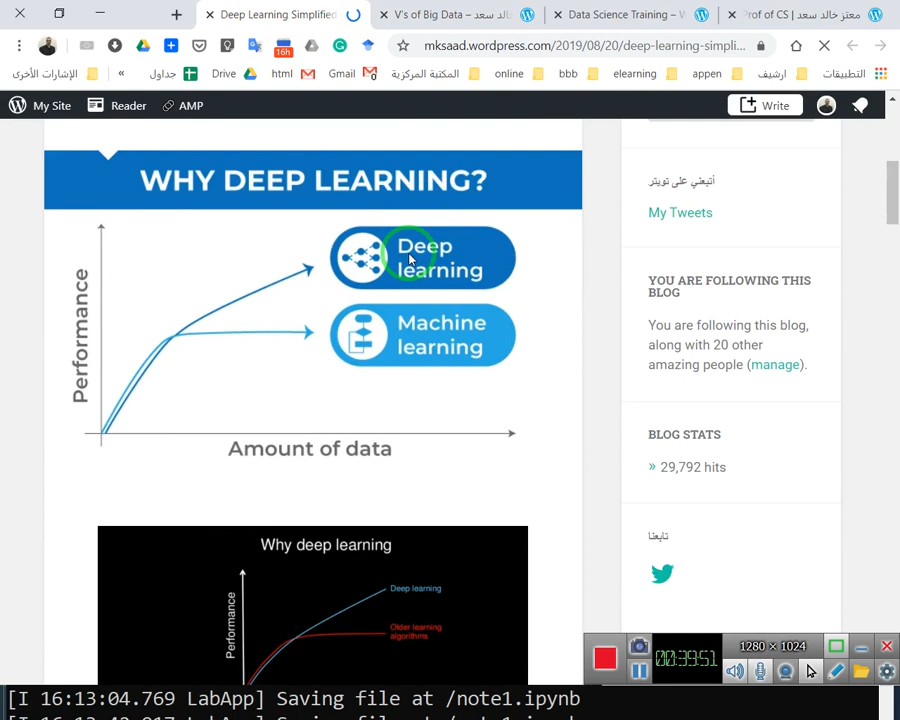 Deep Learning Simplified
V's of Big Data – خالد سعد
Data Science Training – W
Prof of CS | معتز خالد سعد
16h
mksaad.wordpress.com/2019/08/20/deep-learning-simpli...
الإشارات الأخرى
«
جداول
Drive
html
Gmail
المكتبة المركزية
online
bbb
elearning
appen
ارشيف
التطبيقات
My Site
Reader
AMP
Write
WHY DEEP LEARNING?
Deep
learning
Machine
learning
Performance
Amount of data
Why deep learning
Deep learning
Older learning
algorithms
Performance
أتبعني على تويتر
My Tweets
YOU ARE FOLLOWING THIS
BLOG
You are following this blog,
along with 20 other
amazing people (manage).
BLOG STATS
» 29,792 hits
تابعنا
00:39:51
1280 × 1024
[I 16:13:04.769 LabApp] Saving file at /note1.ipynb